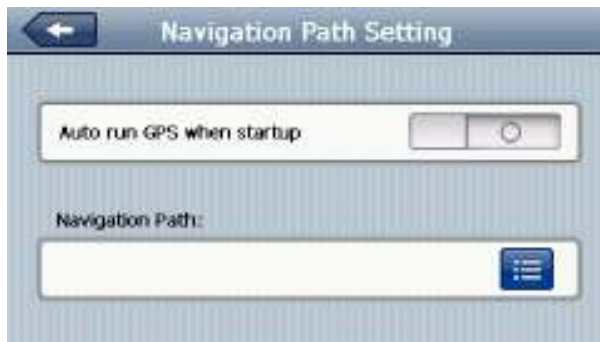 Navigation Path Setting
Auto run GPS when startup
Navigation Path: